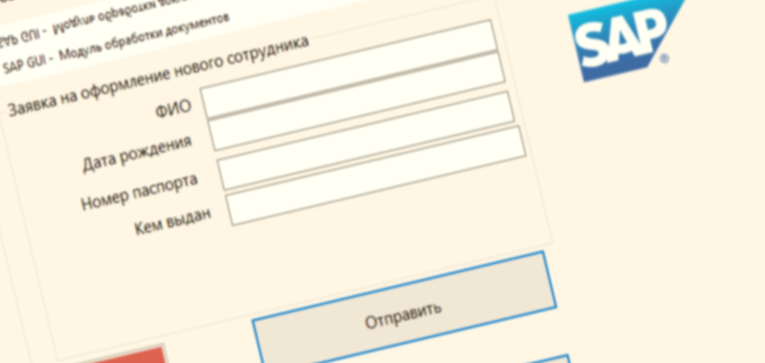 SAP GUI - Модуль обработки документов
SAP GUI - Модуль обработки документов
Заявка на оформление нового сотрудника
ФИО
Дата рождения
Номер паспорта
Кем выдан
Отправить
SAP
®